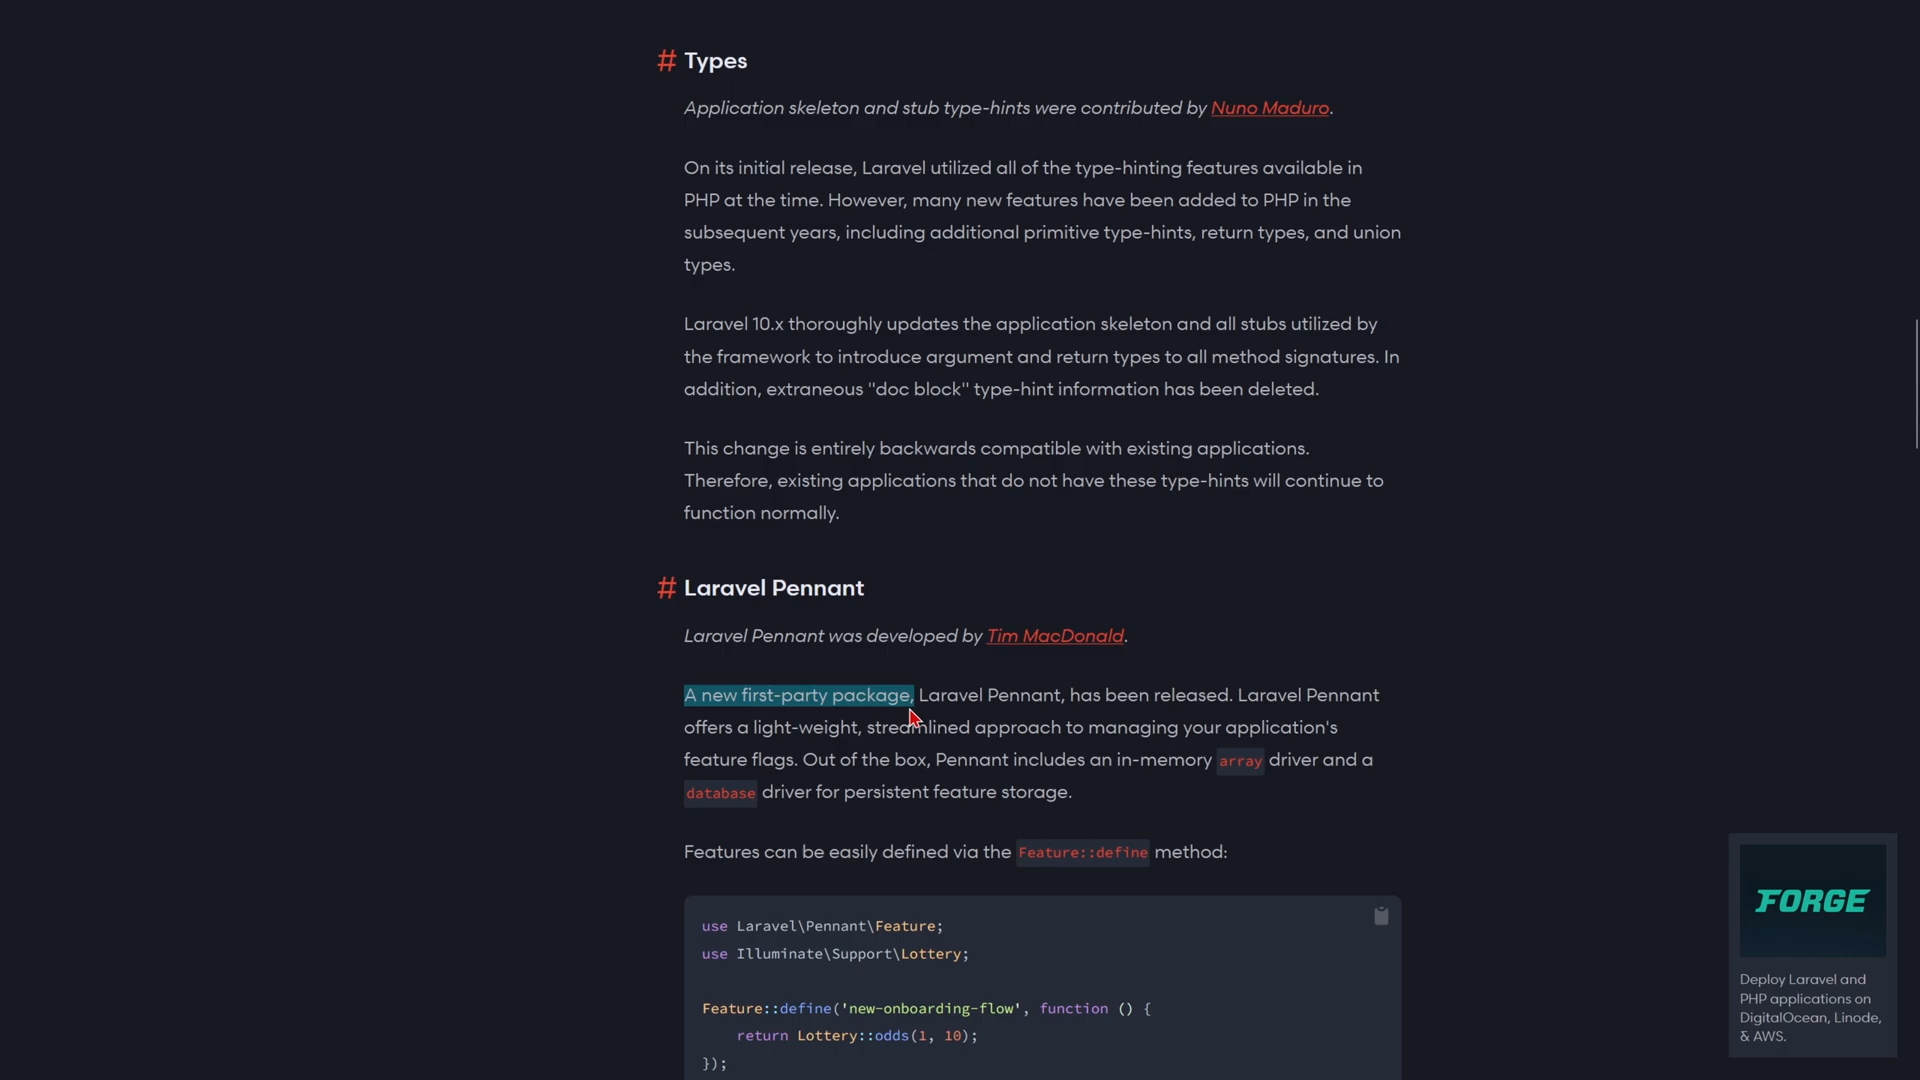 # Types
Application skeleton and stub type-hints were contributed by Nuno Maduro.
On its initial release, Laravel utilized all of the type-hinting features available in
PHP at the time. However, many new features have been added to PHP in the
subsequent years, including additional primitive type-hints, return types, and union
types.
Laravel 10.x thoroughly updates the application skeleton and all stubs utilized by
the framework to introduce argument and return types to all method signatures. In
addition, extraneous "doc block" type-hint information has been deleted.
This change is entirely backwards compatible with existing applications.
Therefore, existing applications that do not have these type-hints will continue to
function normally.
# Laravel Pennant
Laravel Pennant was developed by Tim MacDonald.
A new first-party package, Laravel Pennant, has been released. Laravel Pennant
offers a light-weight, streamlined approach to managing your application's
feature flags. Out of the box, Pennant includes an in-memory array driver and a
database driver for persistent feature storage.
Features can be easily defined via the Feature::define method:
use Laravel\Pennant\Feature;
use Illuminate\Support\Lottery;
Feature::define('new-onboarding-flow', function () {
    return Lottery::odds(1, 10);
});
FORGE
Deploy Laravel and
PHP applications on
DigitalOcean, Linode,
& AWS.